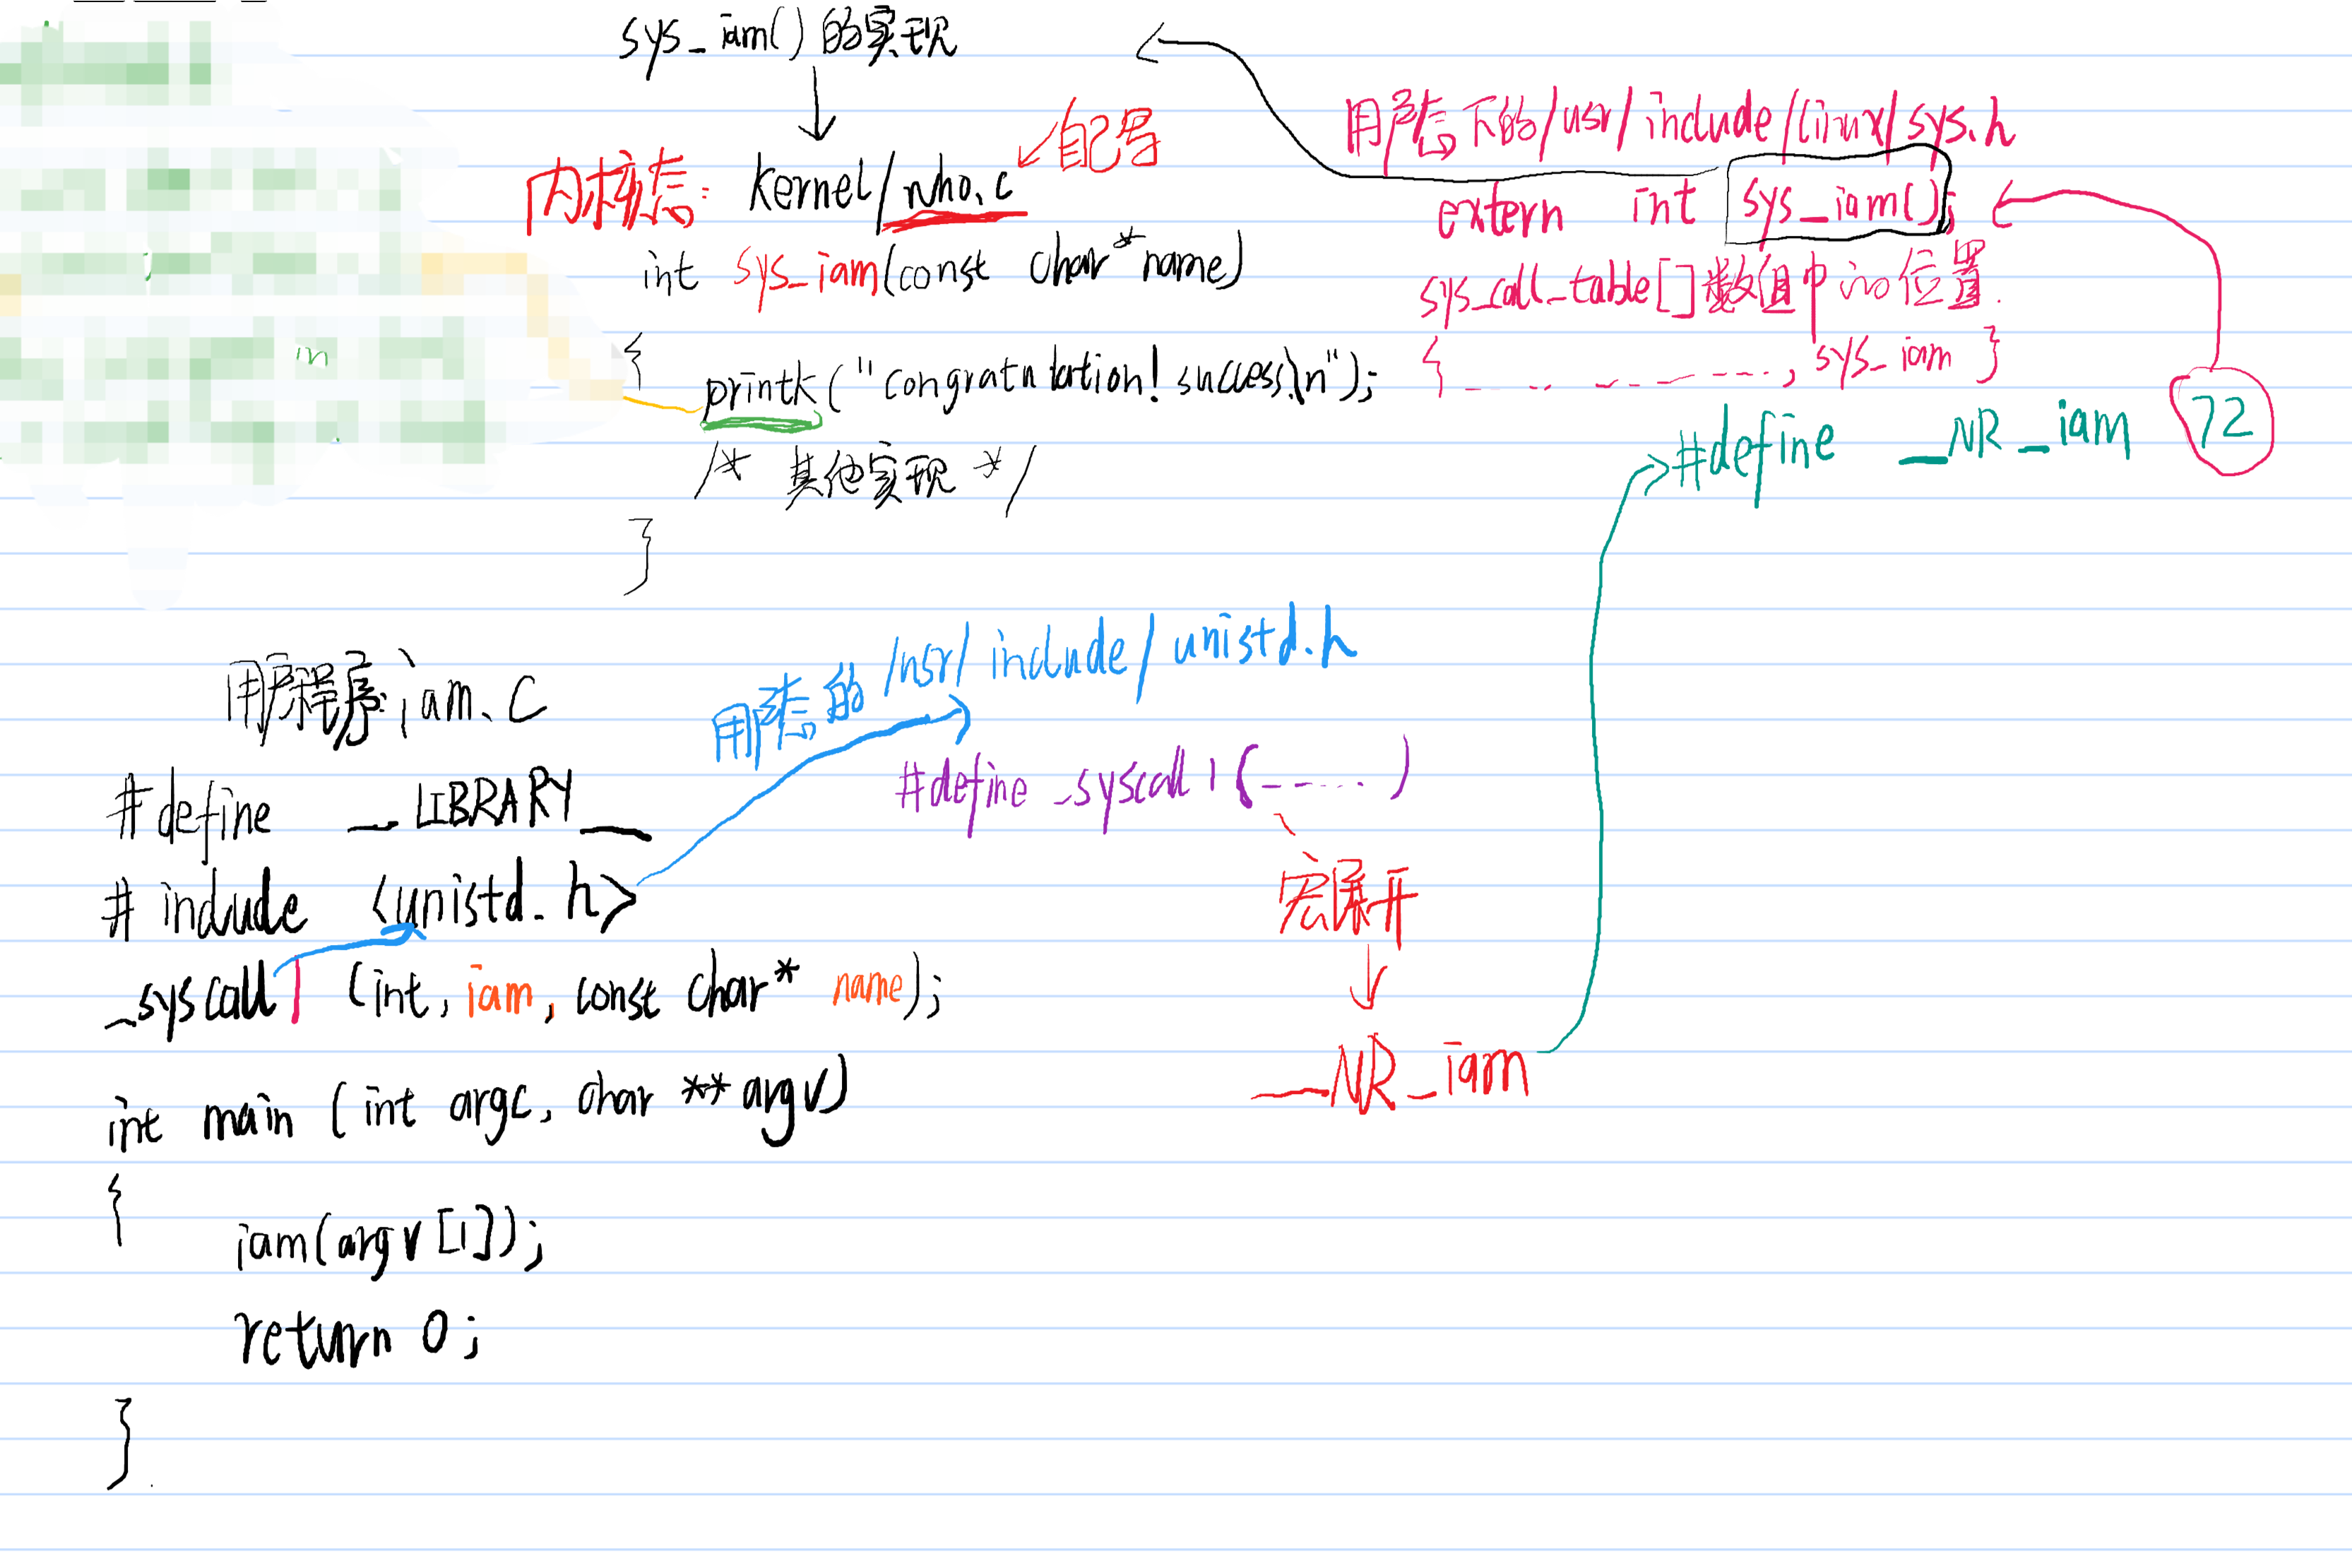 sys_iam()的实现
自己写
内核态: kernel/who.c
int sys_iam(const char*name)
{
printk("congratulation! success\n");
/* 其他实现 */
}
用户态下的/usr/include/linux/sys.h
extern int sys_iam();
sys_call_table[]数组中的位置.
{ ----------, sys_iam }
#define __NR_iam 72
用户程序:iam.c
#define __LIBRARY__
#include <unistd.h>
_syscall1 (int, iam, const char* name);
int main (int argc, char **argv)
{
iam(argv[1]);
return 0;
}
用户态的/usr/include/unistd.h
#define _syscall1(------)
宏展开
__NR_iam